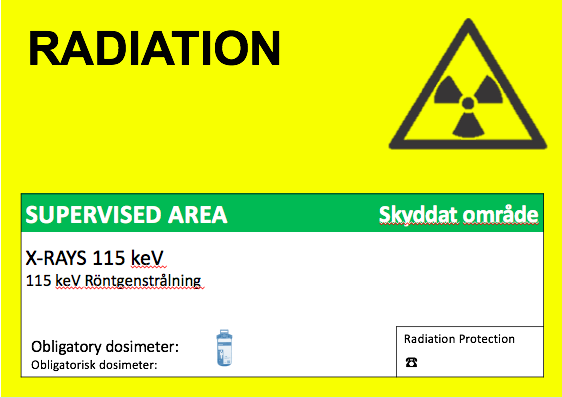 RADIATION
SUPERVISED AREA Skyddat område
X-RAYS 115 keV
115 keV Röntgenstrålning
Obligatory dosimeter:
Obligatorisk dosimeter:
Radiation Protection
☎